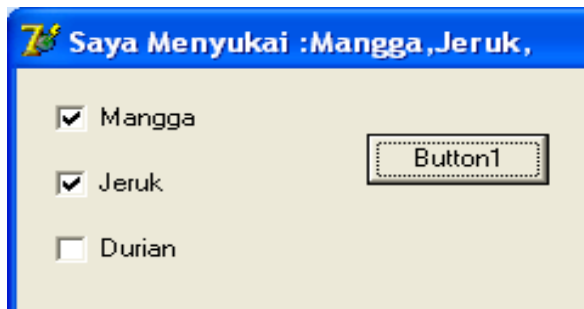 Saya Menyukai :Mangga,Jeruk,
Mangga
Button1
Jeruk
Durian